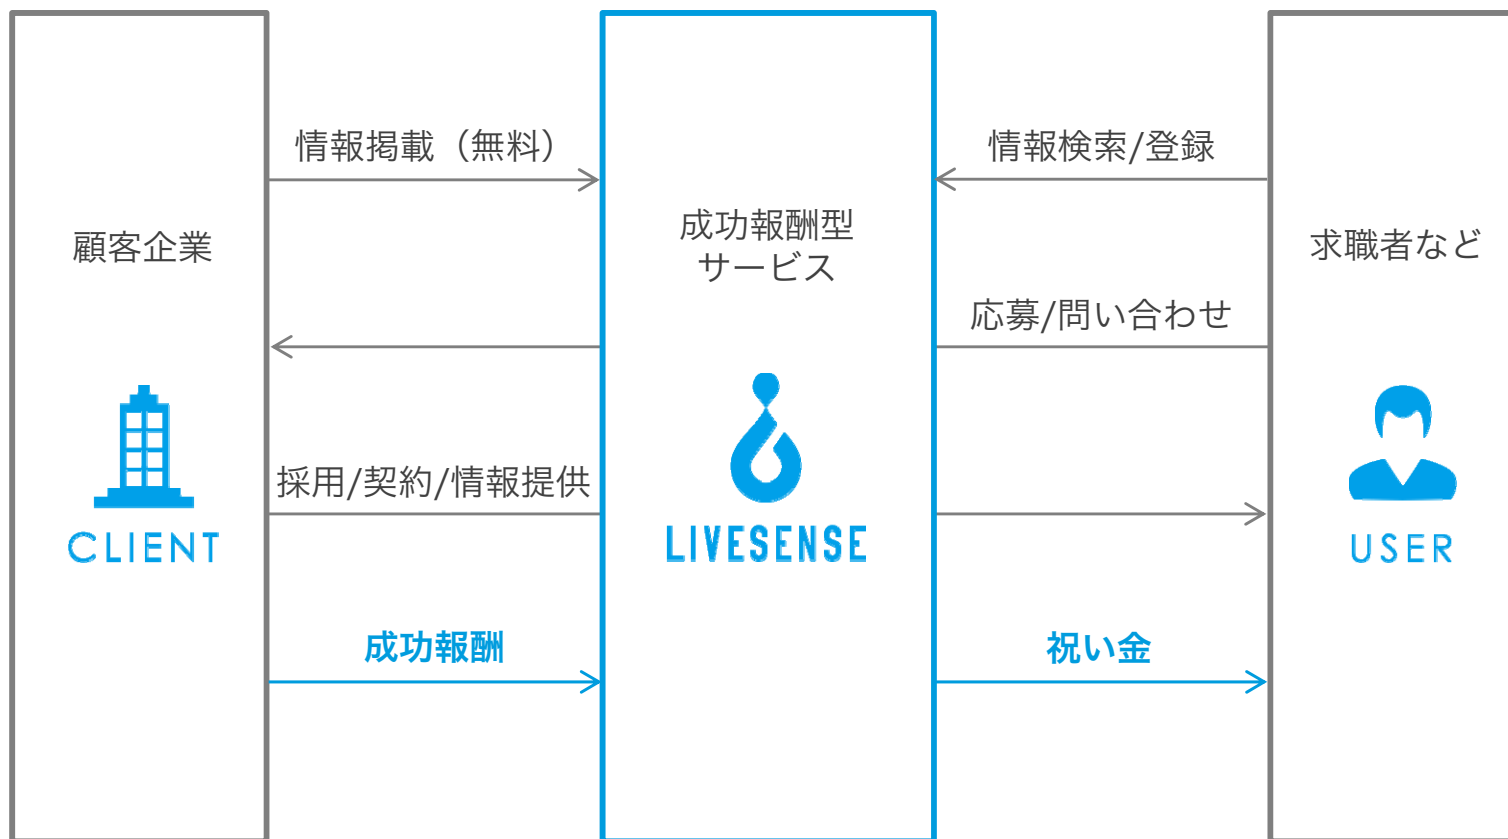 情報掲載（無料）
情報検索/登録
顧客企業
成功報酬型
サービス
求職者など
応募/問い合わせ
採用/契約/情報提供
CLIENT
LIVESENSE
USER
成功報酬
祝い金